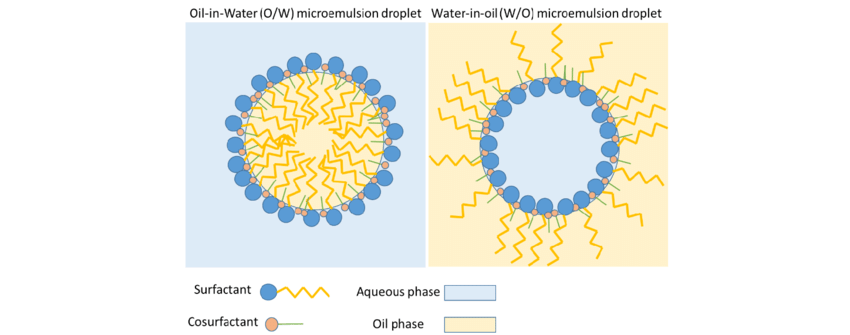 Oil-in-Water (O/W) microemulsion droplet
Water-in-oil (W/O) microemulsion droplet
Surfactant
Aqueous phase
Cosurfactant
Oil phase